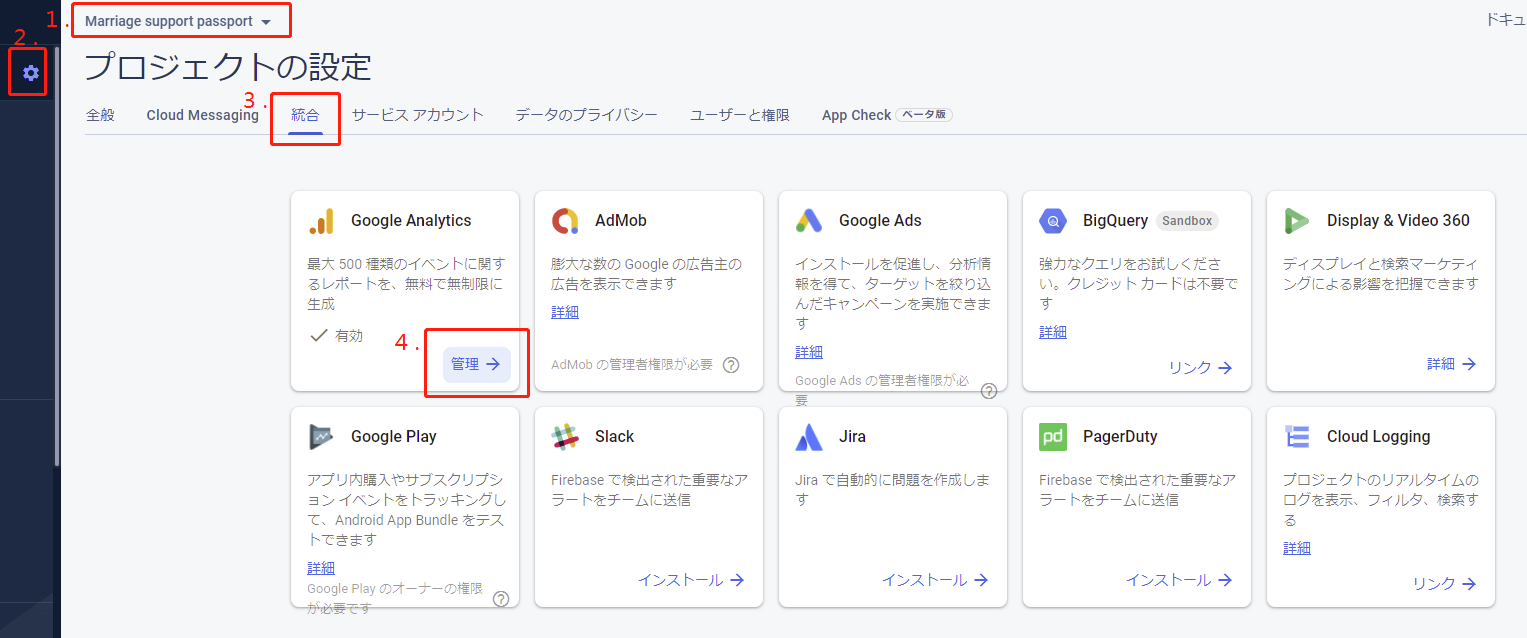 1.
Marriage support passport
ドキュ
2.
プロジェクトの設定
3.
全般
Cloud Messaging
統合
サービス アカウント
データのプライバシー
ユーザーと権限
App Check
ベータ版
Google Analytics
最大 500 種類のイベントに関す
るレポートを、無料で無制限に
生成
有効
4.
管理
AdMob
膨大な数の Google の広告主の
広告を表示できます
詳細
AdMob の管理者権限が必要
Google Ads
インストールを促進し、分析情
報を得て、ターゲットを絞り込
んだキャンペーンを実施できま
す
詳細
Google Ads の管理者権限が必
要
BigQuery
Sandbox
強力なクエリをお試しくださ
い。クレジット カードは不要で
す
詳細
リンク
Display & Video 360
ディスプレイと検索マーケティ
ングによる影響を把握できます
詳細
Google Play
アプリ内購入やサブスクリプシ
ョン イベントをトラッキングし
て、Android App Bundle をテス
トできます
詳細
Google Play のオーナーの権限
が必要です
Slack
Firebase で検出された重要なア
ラートをチームに送信
インストール
Jira
Jira で自動的に問題を作成しま
す
インストール
pd
PagerDuty
Firebase で検出された重要なア
ラートをチームに送信
インストール
Cloud Logging
プロジェクトのリアルタイムの
ログを表示、フィルタ、検索す
る
詳細
リンク